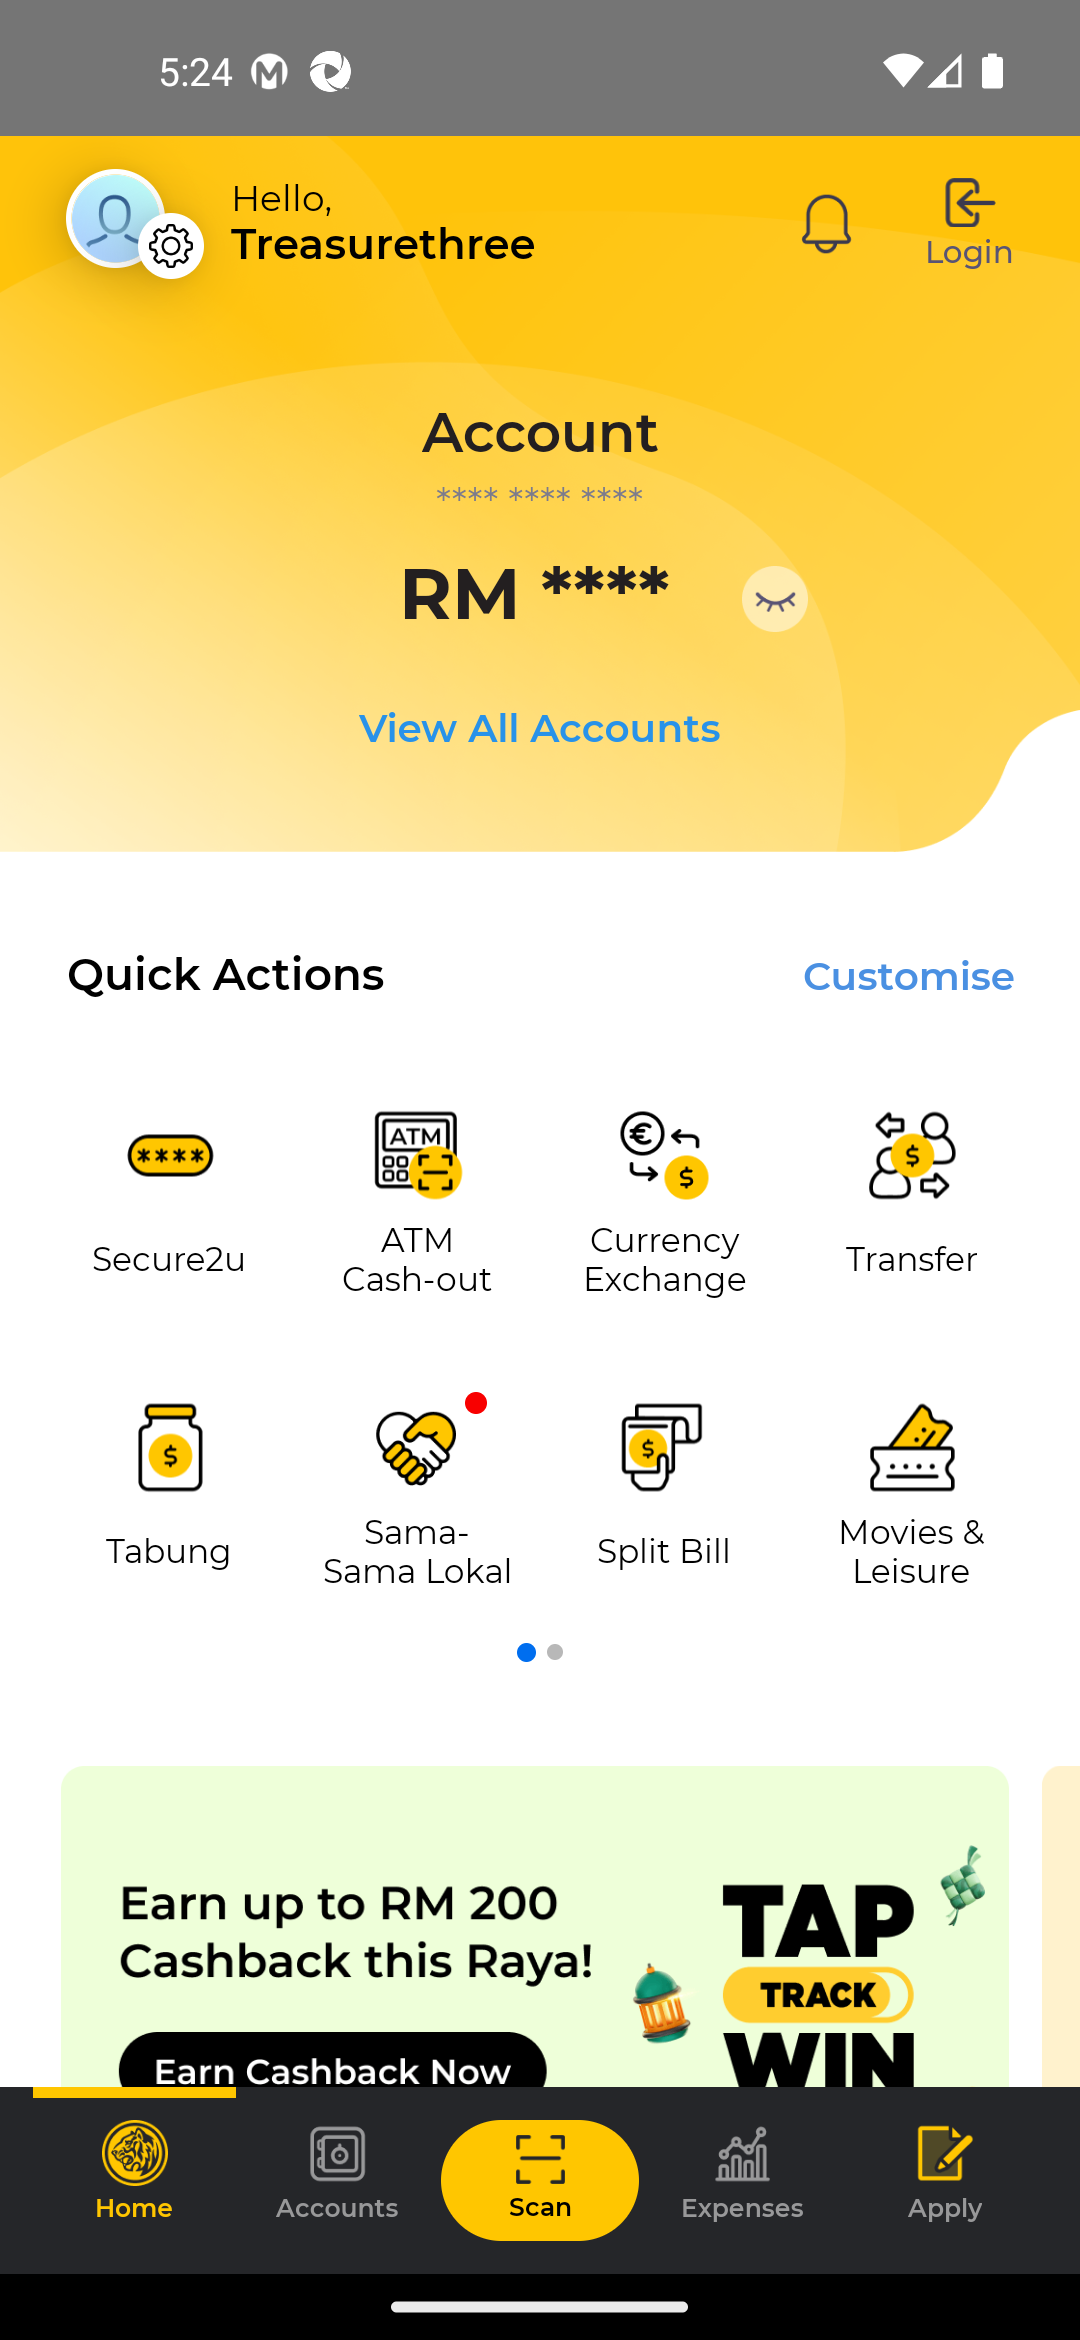 5:24
Hello,
Treasurethree
Login
Account
**** **** ****
RM ****
View All Accounts
Quick Actions
Customise
****
Secure2u
ATM
ATM
Cash-out
Currency
Exchange
Transfer
Tabung
Sama-
Sama Lokal
Split Bill
Movies &
Leisure
Earn up to RM 200
Cashback this Raya!
Earn Cashback Now
TAP
TRACK
WIN
Home
Accounts
Scan
Expenses
Apply